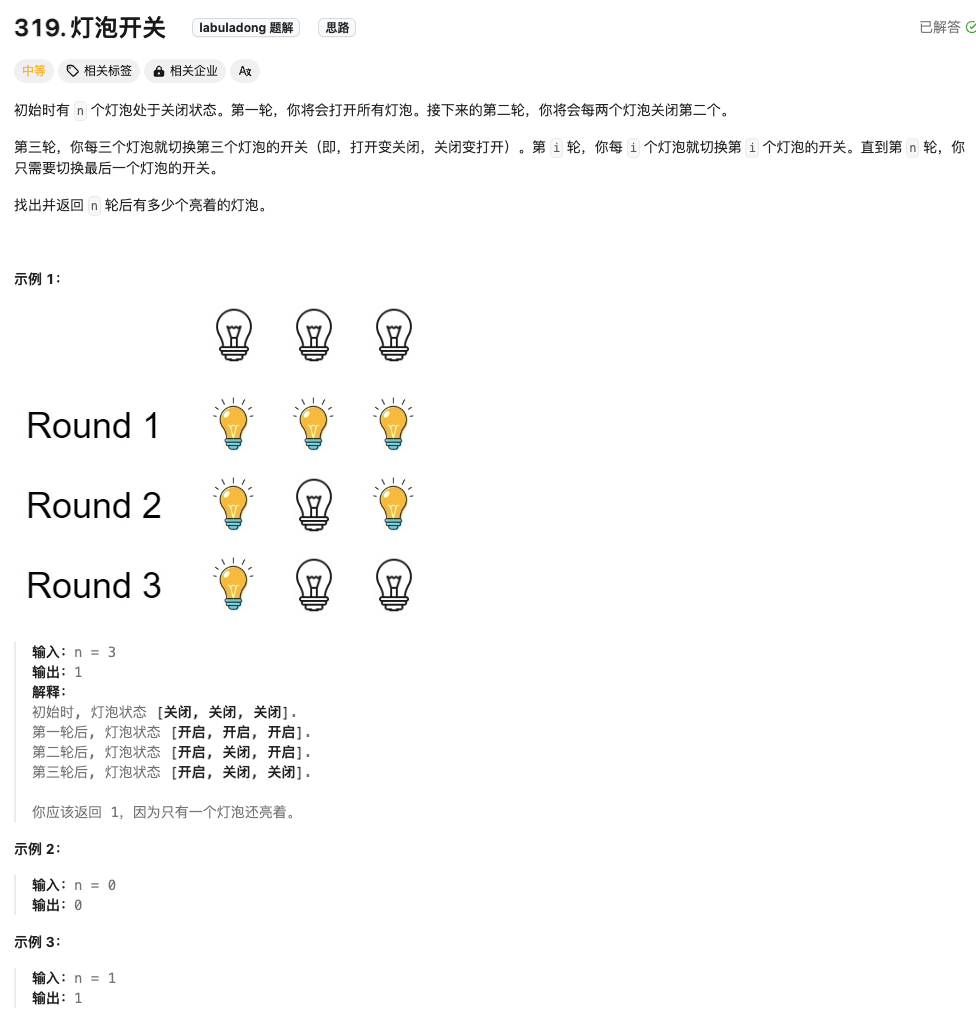 319. 灯泡开关 labuladong 题解 思路 已解答
中等 相关标签 相关企业
初始时有 n 个灯泡处于关闭状态。第一轮，你将会打开所有灯泡。接下来的第二轮，你将会每两个灯泡关闭第二个。
第三轮，你每三个灯泡就切换第三个灯泡的开关（即，打开变关闭，关闭变打开）。第 i 轮，你每 i 个灯泡就切换第 i 个灯泡的开关。直到第 n 轮，你
只需要切换最后一个灯泡的开关。
找出并返回 n 轮后有多少个亮着的灯泡。
示例 1：
Round 1
Round 2
Round 3
输入：n = 3
输出：1
解释：
初始时, 灯泡状态 [关闭, 关闭, 关闭].
第一轮后, 灯泡状态 [开启, 开启, 开启].
第二轮后, 灯泡状态 [开启, 关闭, 开启].
第三轮后, 灯泡状态 [开启, 关闭, 关闭].
你应该返回 1，因为只有一个灯泡还亮着。
示例 2：
输入：n = 0
输出：0
示例 3：
输入：n = 1
输出：1